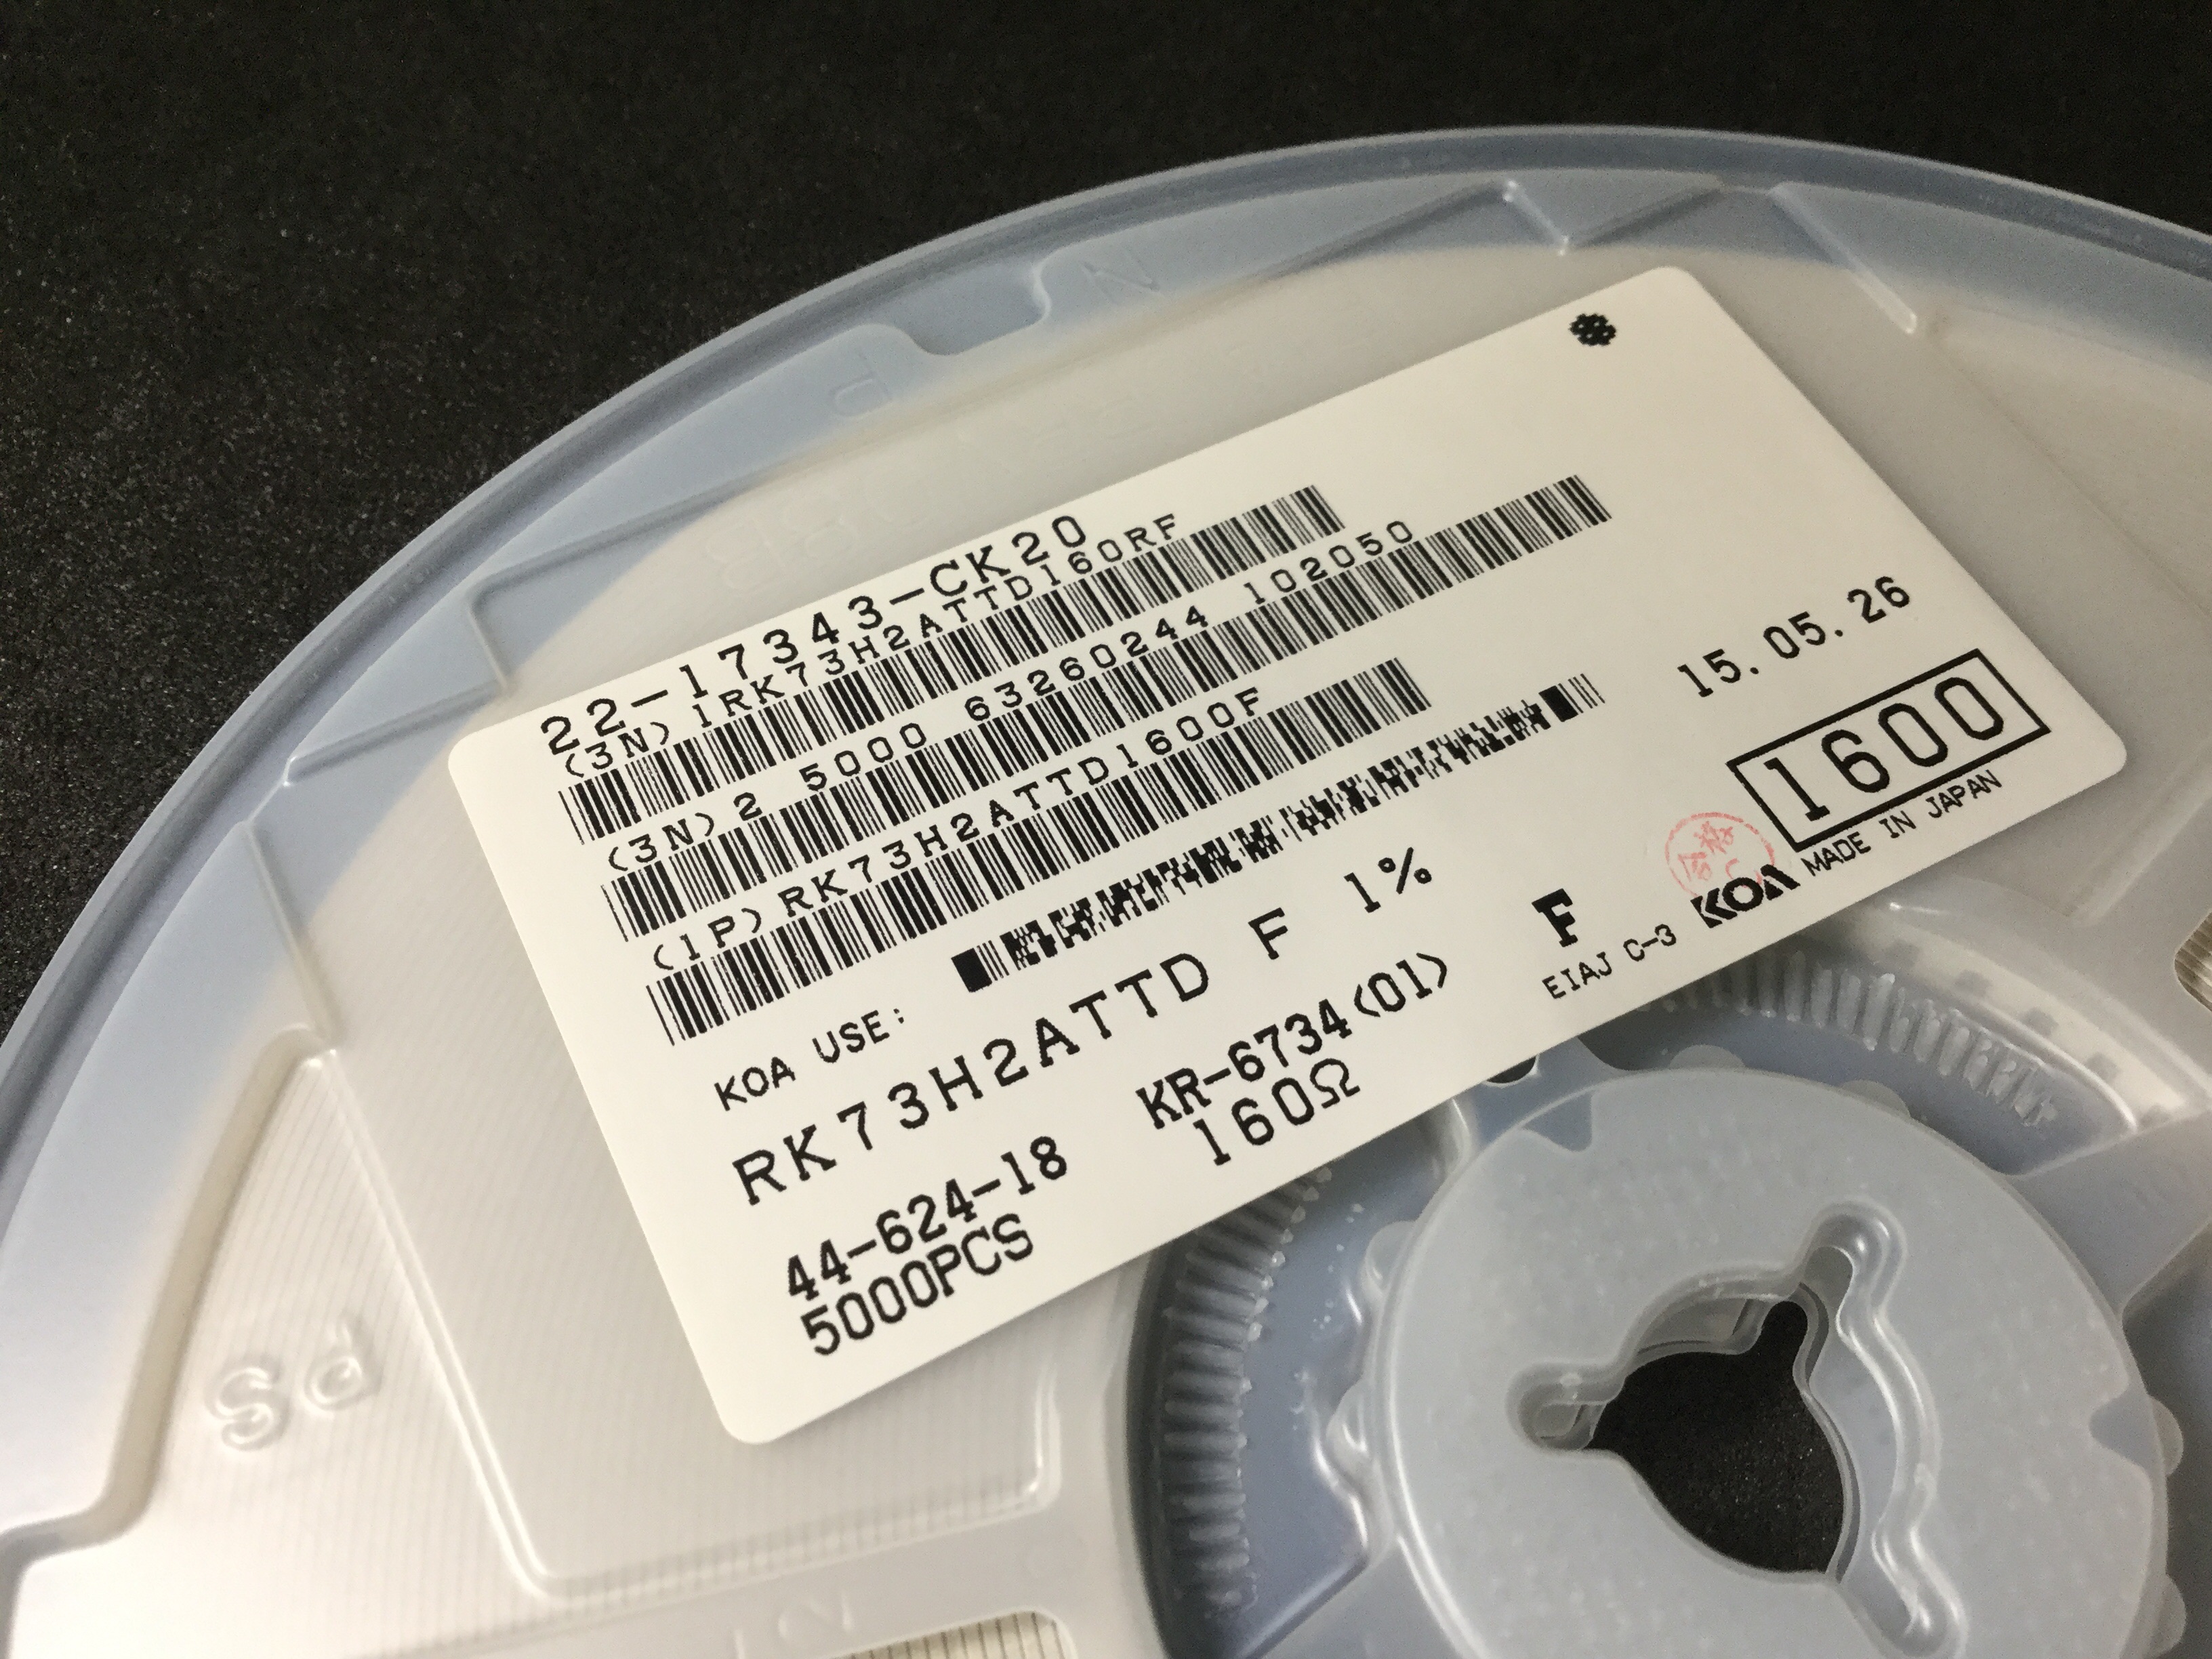 22-17343-CK20
(3N)1RK73H2ATTD160RF
(3N)2 5000 63260244 102050
(1P)RK73H2ATTD1600F
15.05.26
KOA USE:
1600
RK73H2ATTD F 1%
MADE IN JAPAN
44-624-18 KR-6734(01) F KOA
5000PCS 160Ω EIAJ C-3
PS